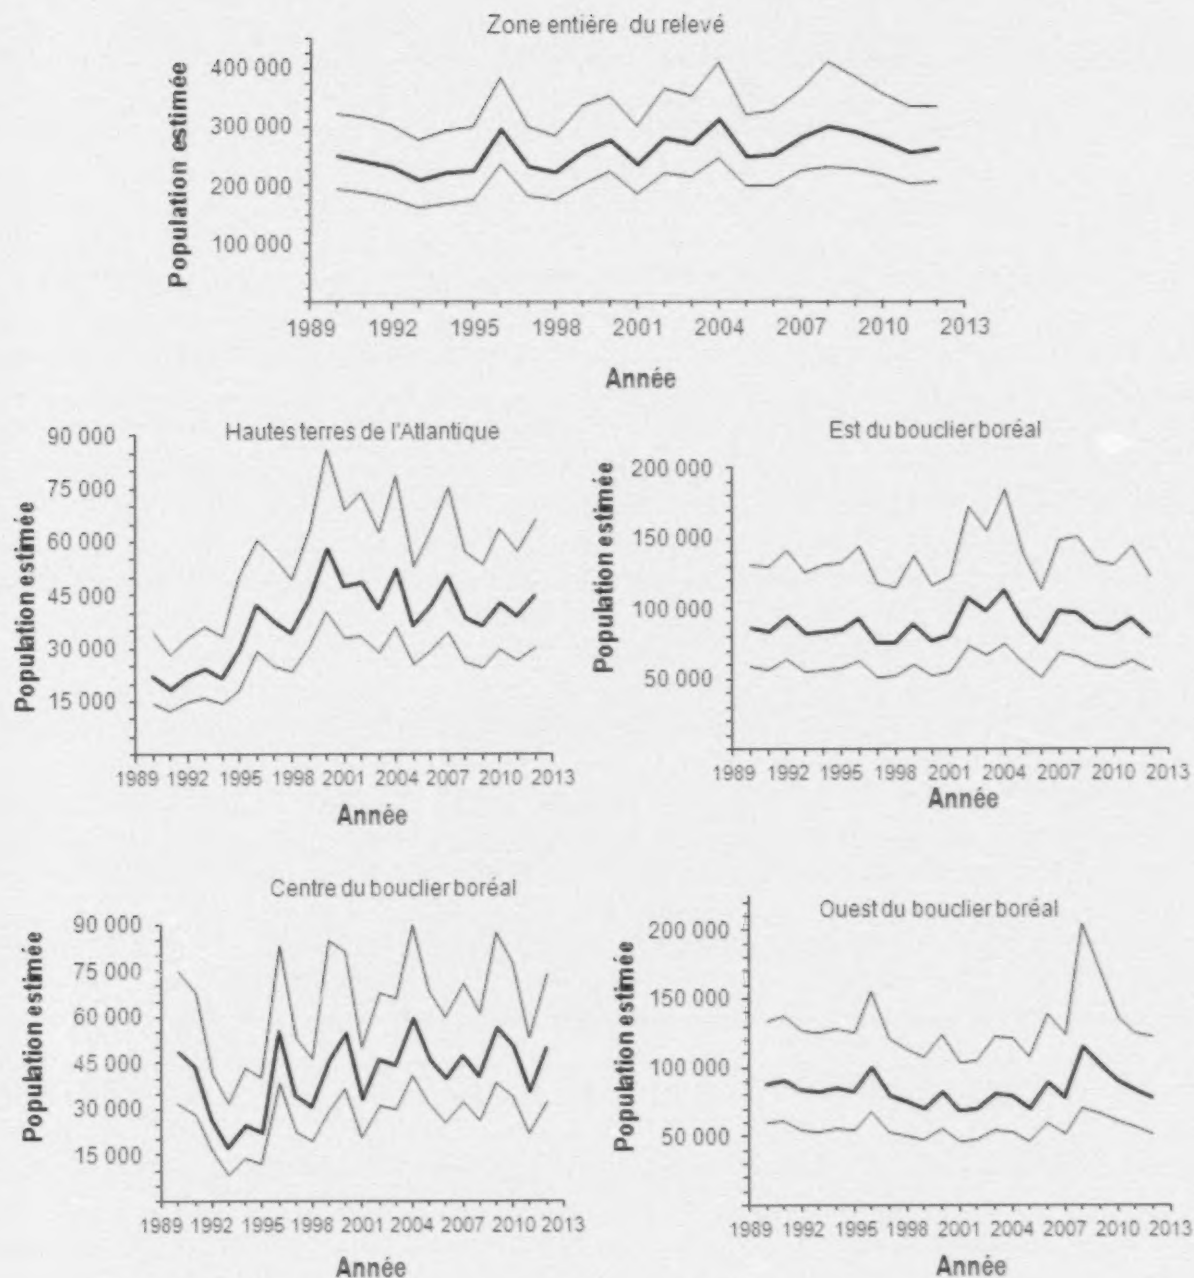 Zone entière du relevé
Population estimée
400 000
300 000
200 000
100 000
1989 1992 1995 1998 2001 2004 2007 2010 2013
Année
Hautes terres de l'Atlantique
Population estimée
90 000
75 000
60 000
45 000
30 000
15 000
1989 1992 1995 1998 2001 2004 2007 2010 2013
Année
Est du bouclier boréal
Population estimée
200 000
150 000
100 000
50 000
1989 1992 1995 1998 2001 2004 2007 2010 2013
Année
Centre du bouclier boréal
Population estimée
90 000
75 000
60 000
45 000
30 000
15 000
1989 1992 1995 1998 2001 2004 2007 2010 2013
Année
Ouest du bouclier boréal
Population estimée
200 000
150 000
100 000
50 000
1989 1992 1995 1998 2001 2004 2007 2010 2013
Année